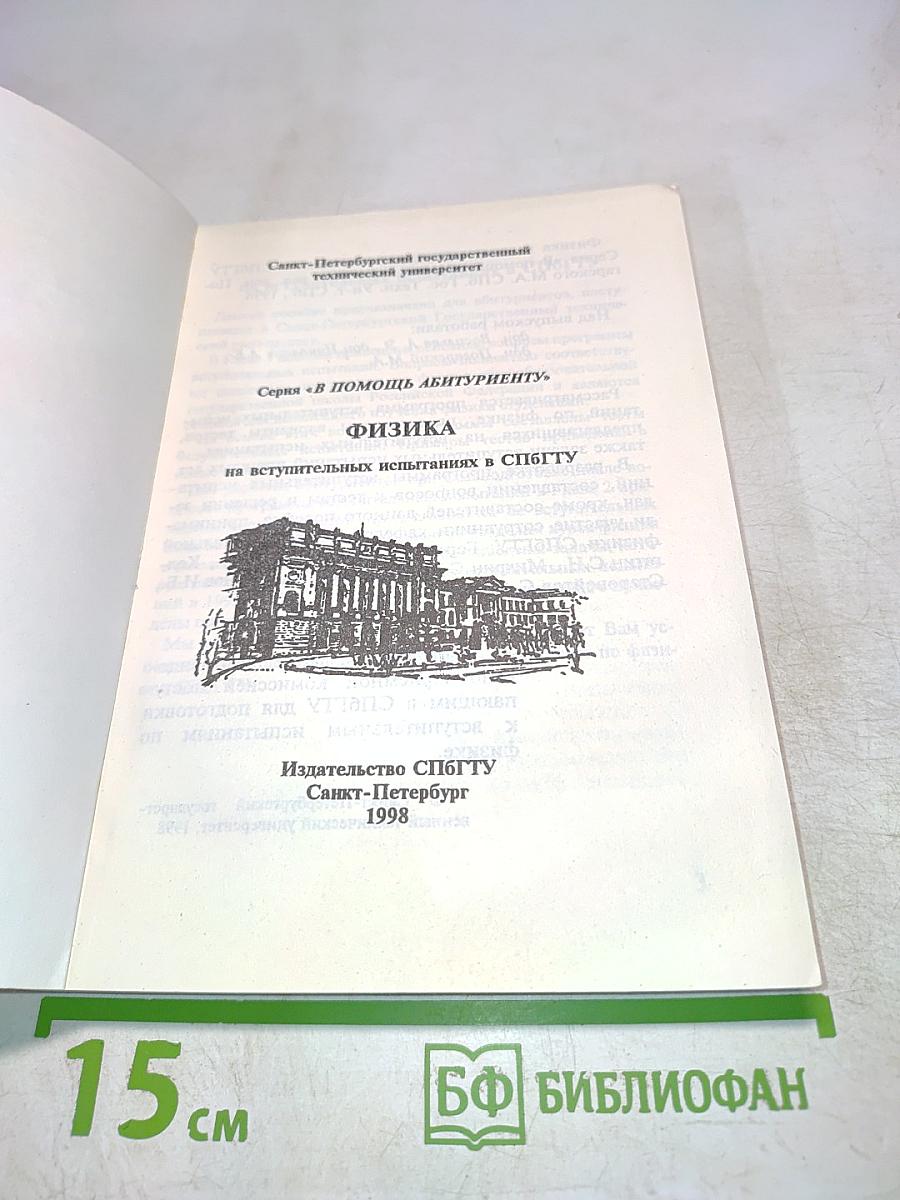 Санкт-Петербургский государственный
технический университет
Серия «В ПОМОЩЬ АБИТУРИЕНТУ»
ФИЗИКА
на вступительных испытаниях в СПбГТУ
Издательство СПбГТУ
Санкт-Петербург
1998
15 см
БФ БИБЛИОФАН